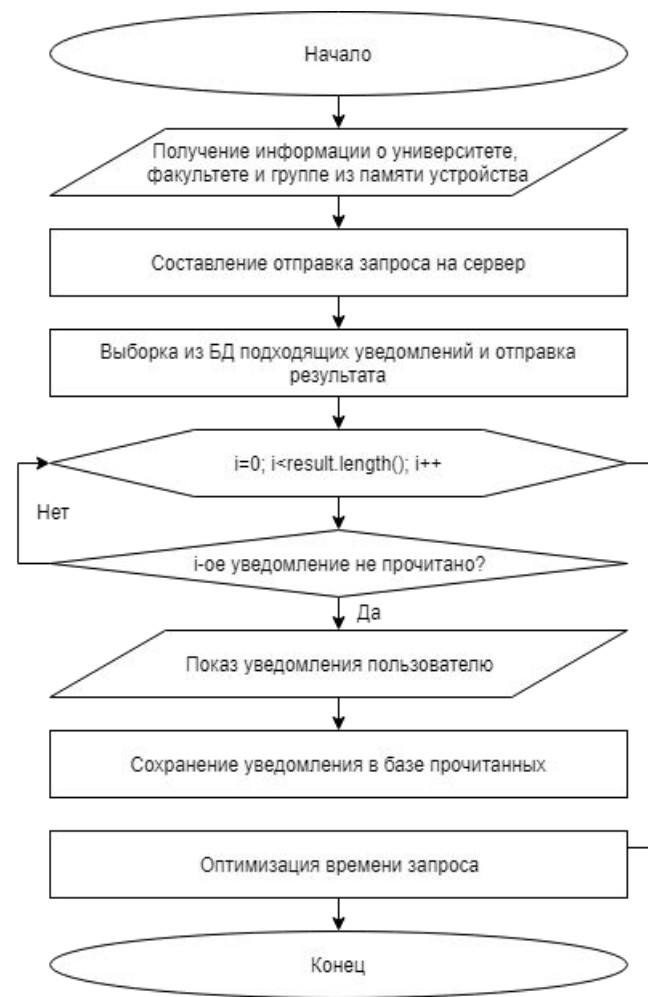 Начало
Получение информации о университете,
факультете и группе из памяти устройства
Составление отправка запроса на сервер
Выборка из БД подходящих уведомлений и отправка
результата
i=0; i<result.length(); i++
Нет
i-ое уведомление не прочитано?
Да
Показ уведомления пользователю
Сохранение уведомления в базе прочитанных
Оптимизация времени запроса
Конец